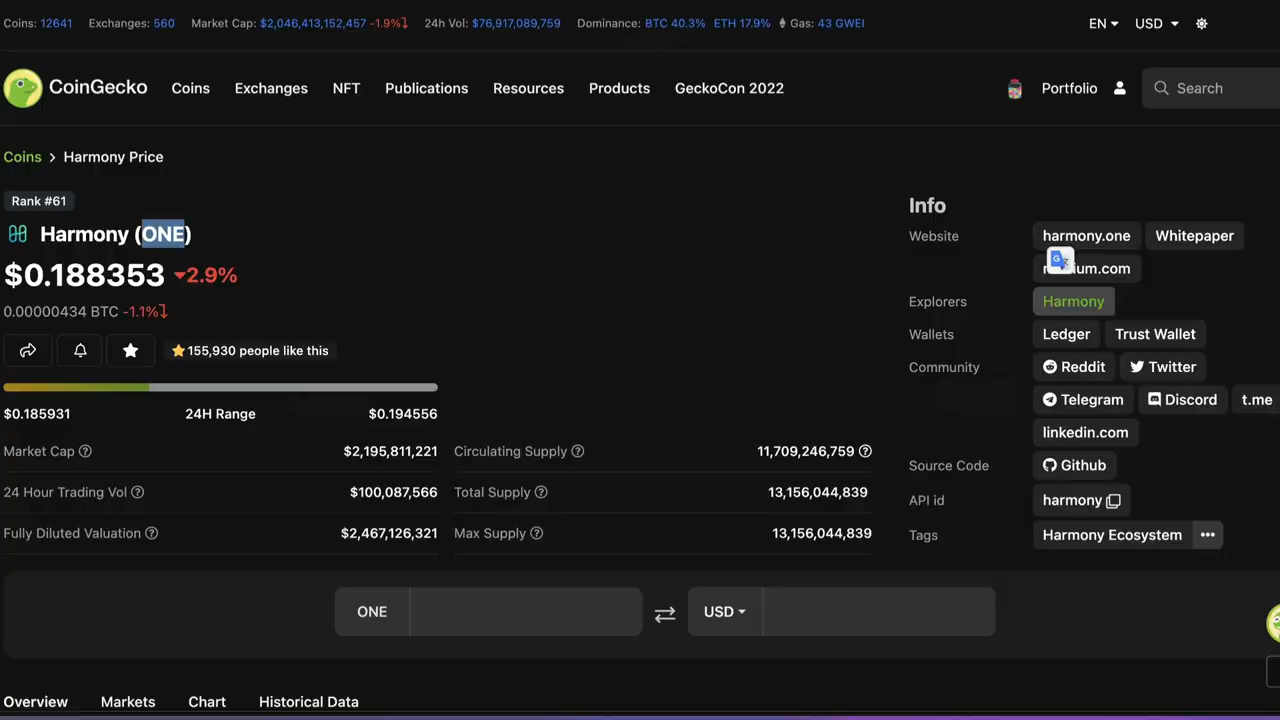 Coins: 12641 Exchanges: 560 Market Cap: $2,046,413,152,457 -1.9% 24h Vol: $76,917,089,759 Dominance: BTC 40.3% ETH 17.9% Gas: 43 GWEI EN USD
CoinGecko Coins Exchanges NFT Publications Resources Products GeckoCon 2022 Portfolio Search
Coins > Harmony Price
Rank #61
Harmony (ONE)
$0.188353 2.9%
0.00000434 BTC -1.1%
155,930 people like this
$0.185931 24H Range $0.194556
Market Cap $2,195,811,221
24 Hour Trading Vol $100,087,566
Fully Diluted Valuation $2,467,126,321
Circulating Supply 11,709,246,759
Total Supply 13,156,044,839
Max Supply 13,156,044,839
Info
Website harmony.one Whitepaper
Explorers Harmony
Wallets Ledger Trust Wallet
Community Reddit Twitter
Telegram Discord t.me
linkedin.com
Source Code Github
API id harmony
Tags Harmony Ecosystem
ONE USD
Overview Markets Chart Historical Data